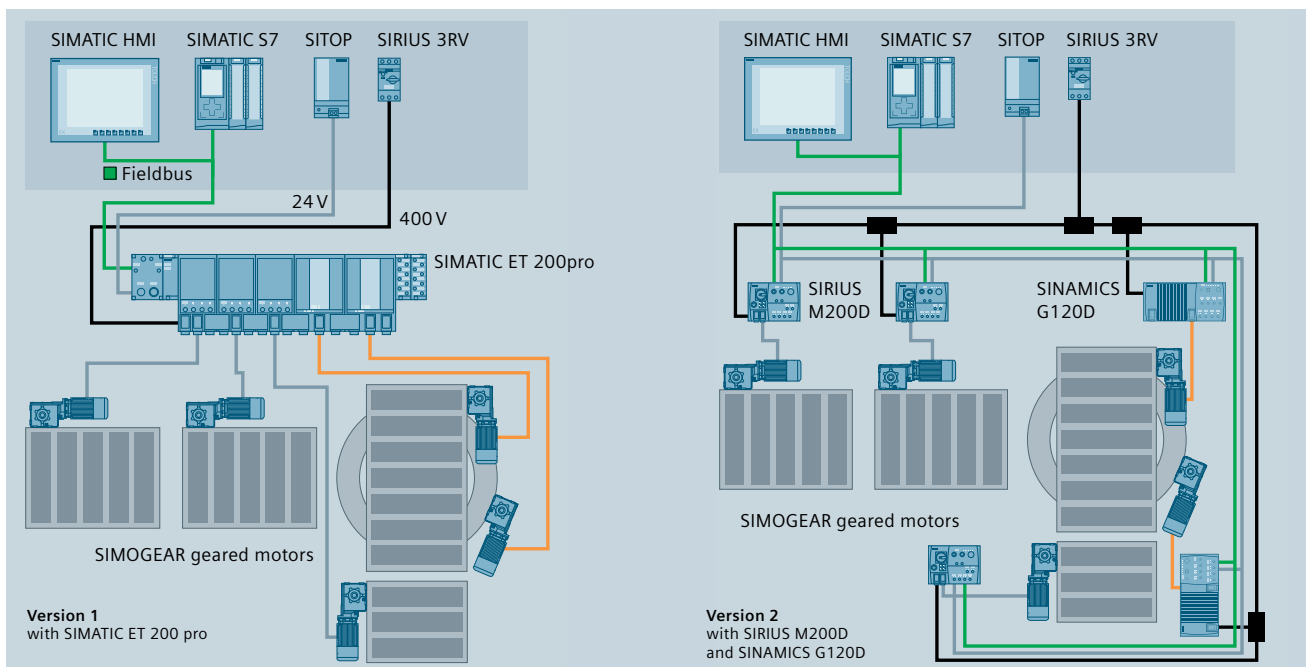 SIMATIC HMI
SIMATIC S7
SITOP
SIRIUS 3RV
Fieldbus
24 V
400 V
SIMATIC ET 200pro
SIMOGEAR geared motors
Version 1
with SIMATIC ET 200 pro
SIMATIC HMI
SIMATIC S7
SITOP
SIRIUS 3RV
SIRIUS
M200D
SINAMICS
G120D
SIMOGEAR geared motors
Version 2
with SIRIUS M200D
and SINAMICS G120D